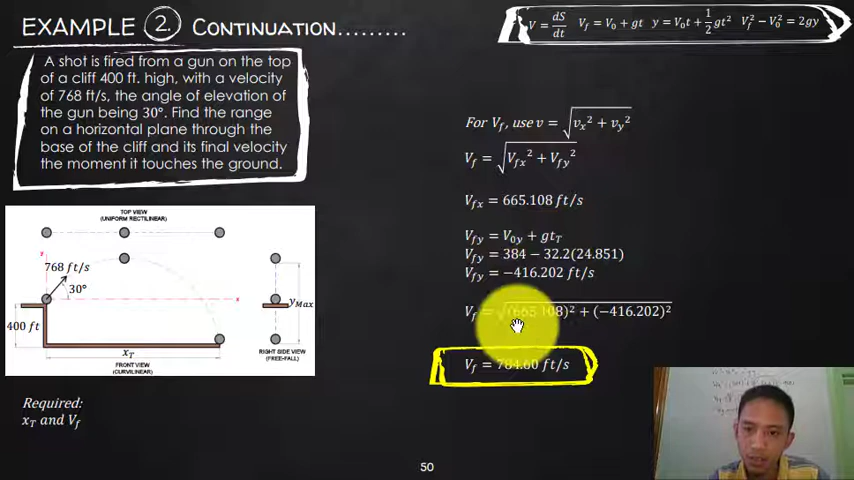 EXAMPLE 2. CONTINUATION.........
V = dS/dt   V_f = V_0 + gt   y = V_0t + 1/2 gt²   V_f² − V_0² = 2gy
A shot is fired from a gun on the top
of a cliff 400 ft. high, with a velocity
of 768 ft/s, the angle of elevation of
the gun being 30°. Find the range
on a horizontal plane through the
base of the cliff and its final velocity
the moment it touches the ground.
TOP VIEW
(UNIFORM RECTILINEAR)
y
768 ft/s
30°
x
y_Max
400 ft
x_T
FRONT VIEW
(CURVILINEAR)
RIGHT SIDE VIEW
(FREE-FALL)
Required:
x_T and V_f
For V_f, use v = √(v_x² + v_y²)
V_f = √(V_fx² + V_fy²)
V_fx = 665.108 ft/s
V_fy = V_0y + gt_T
V_fy = 384 − 32.2(24.851)
V_fy = −416.202 ft/s
V_f = √((665.108)² + (−416.202)²
V_f = 784.60 ft/s
50